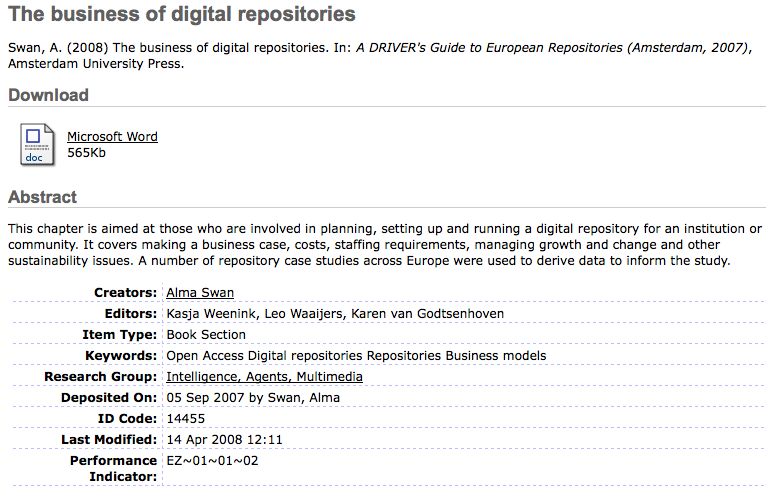 The business of digital repositories
Swan, A. (2008) The business of digital repositories. In: A DRIVER's Guide to European Repositories (Amsterdam, 2007),
Amsterdam University Press.
Download
doc
Microsoft Word
565Kb
Abstract
This chapter is aimed at those who are involved in planning, setting up and running a digital repository for an institution or
community. It covers making a business case, costs, staffing requirements, managing growth and change and other
sustainability issues. A number of repository case studies across Europe were used to derive data to inform the study.
Creators: Alma Swan
Editors: Kasja Weenink, Leo Waaijers, Karen van Godtsenhoven
Item Type: Book Section
Keywords: Open Access Digital repositories Repositories Business models
Research Group: Intelligence, Agents, Multimedia
Deposited On: 05 Sep 2007 by Swan, Alma
ID Code: 14455
Last Modified: 14 Apr 2008 12:11
Performance EZ~01~01~02
Indicator: